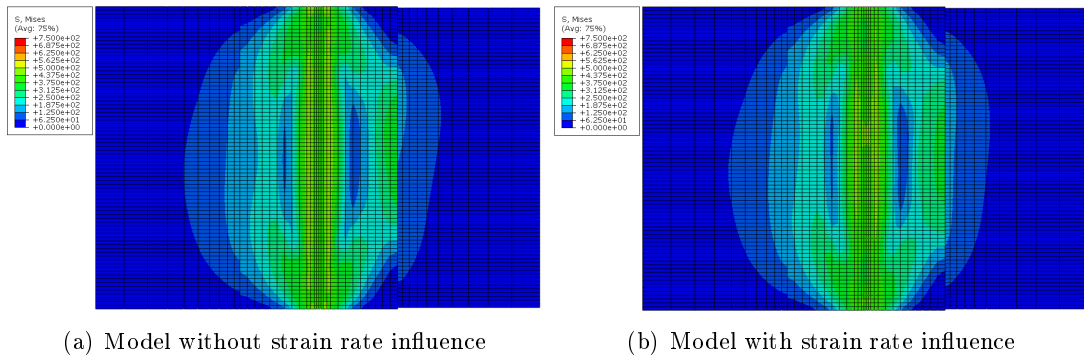 S, Mises
(Avg: 75%)
+7.500e+02
+6.875e+02
+6.250e+02
+5.625e+02
+5.000e+02
+4.375e+02
+3.750e+02
+3.125e+02
+2.500e+02
+1.875e+02
+1.250e+02
+6.250e+01
+0.000e+00
S, Mises
(Avg: 75%)
+7.500e+02
+6.875e+02
+6.250e+02
+5.625e+02
+5.000e+02
+4.375e+02
+3.750e+02
+3.125e+02
+2.500e+02
+1.875e+02
+1.250e+02
+6.250e+01
+0.000e+00
(a) Model without strain rate influence
(b) Model with strain rate influence